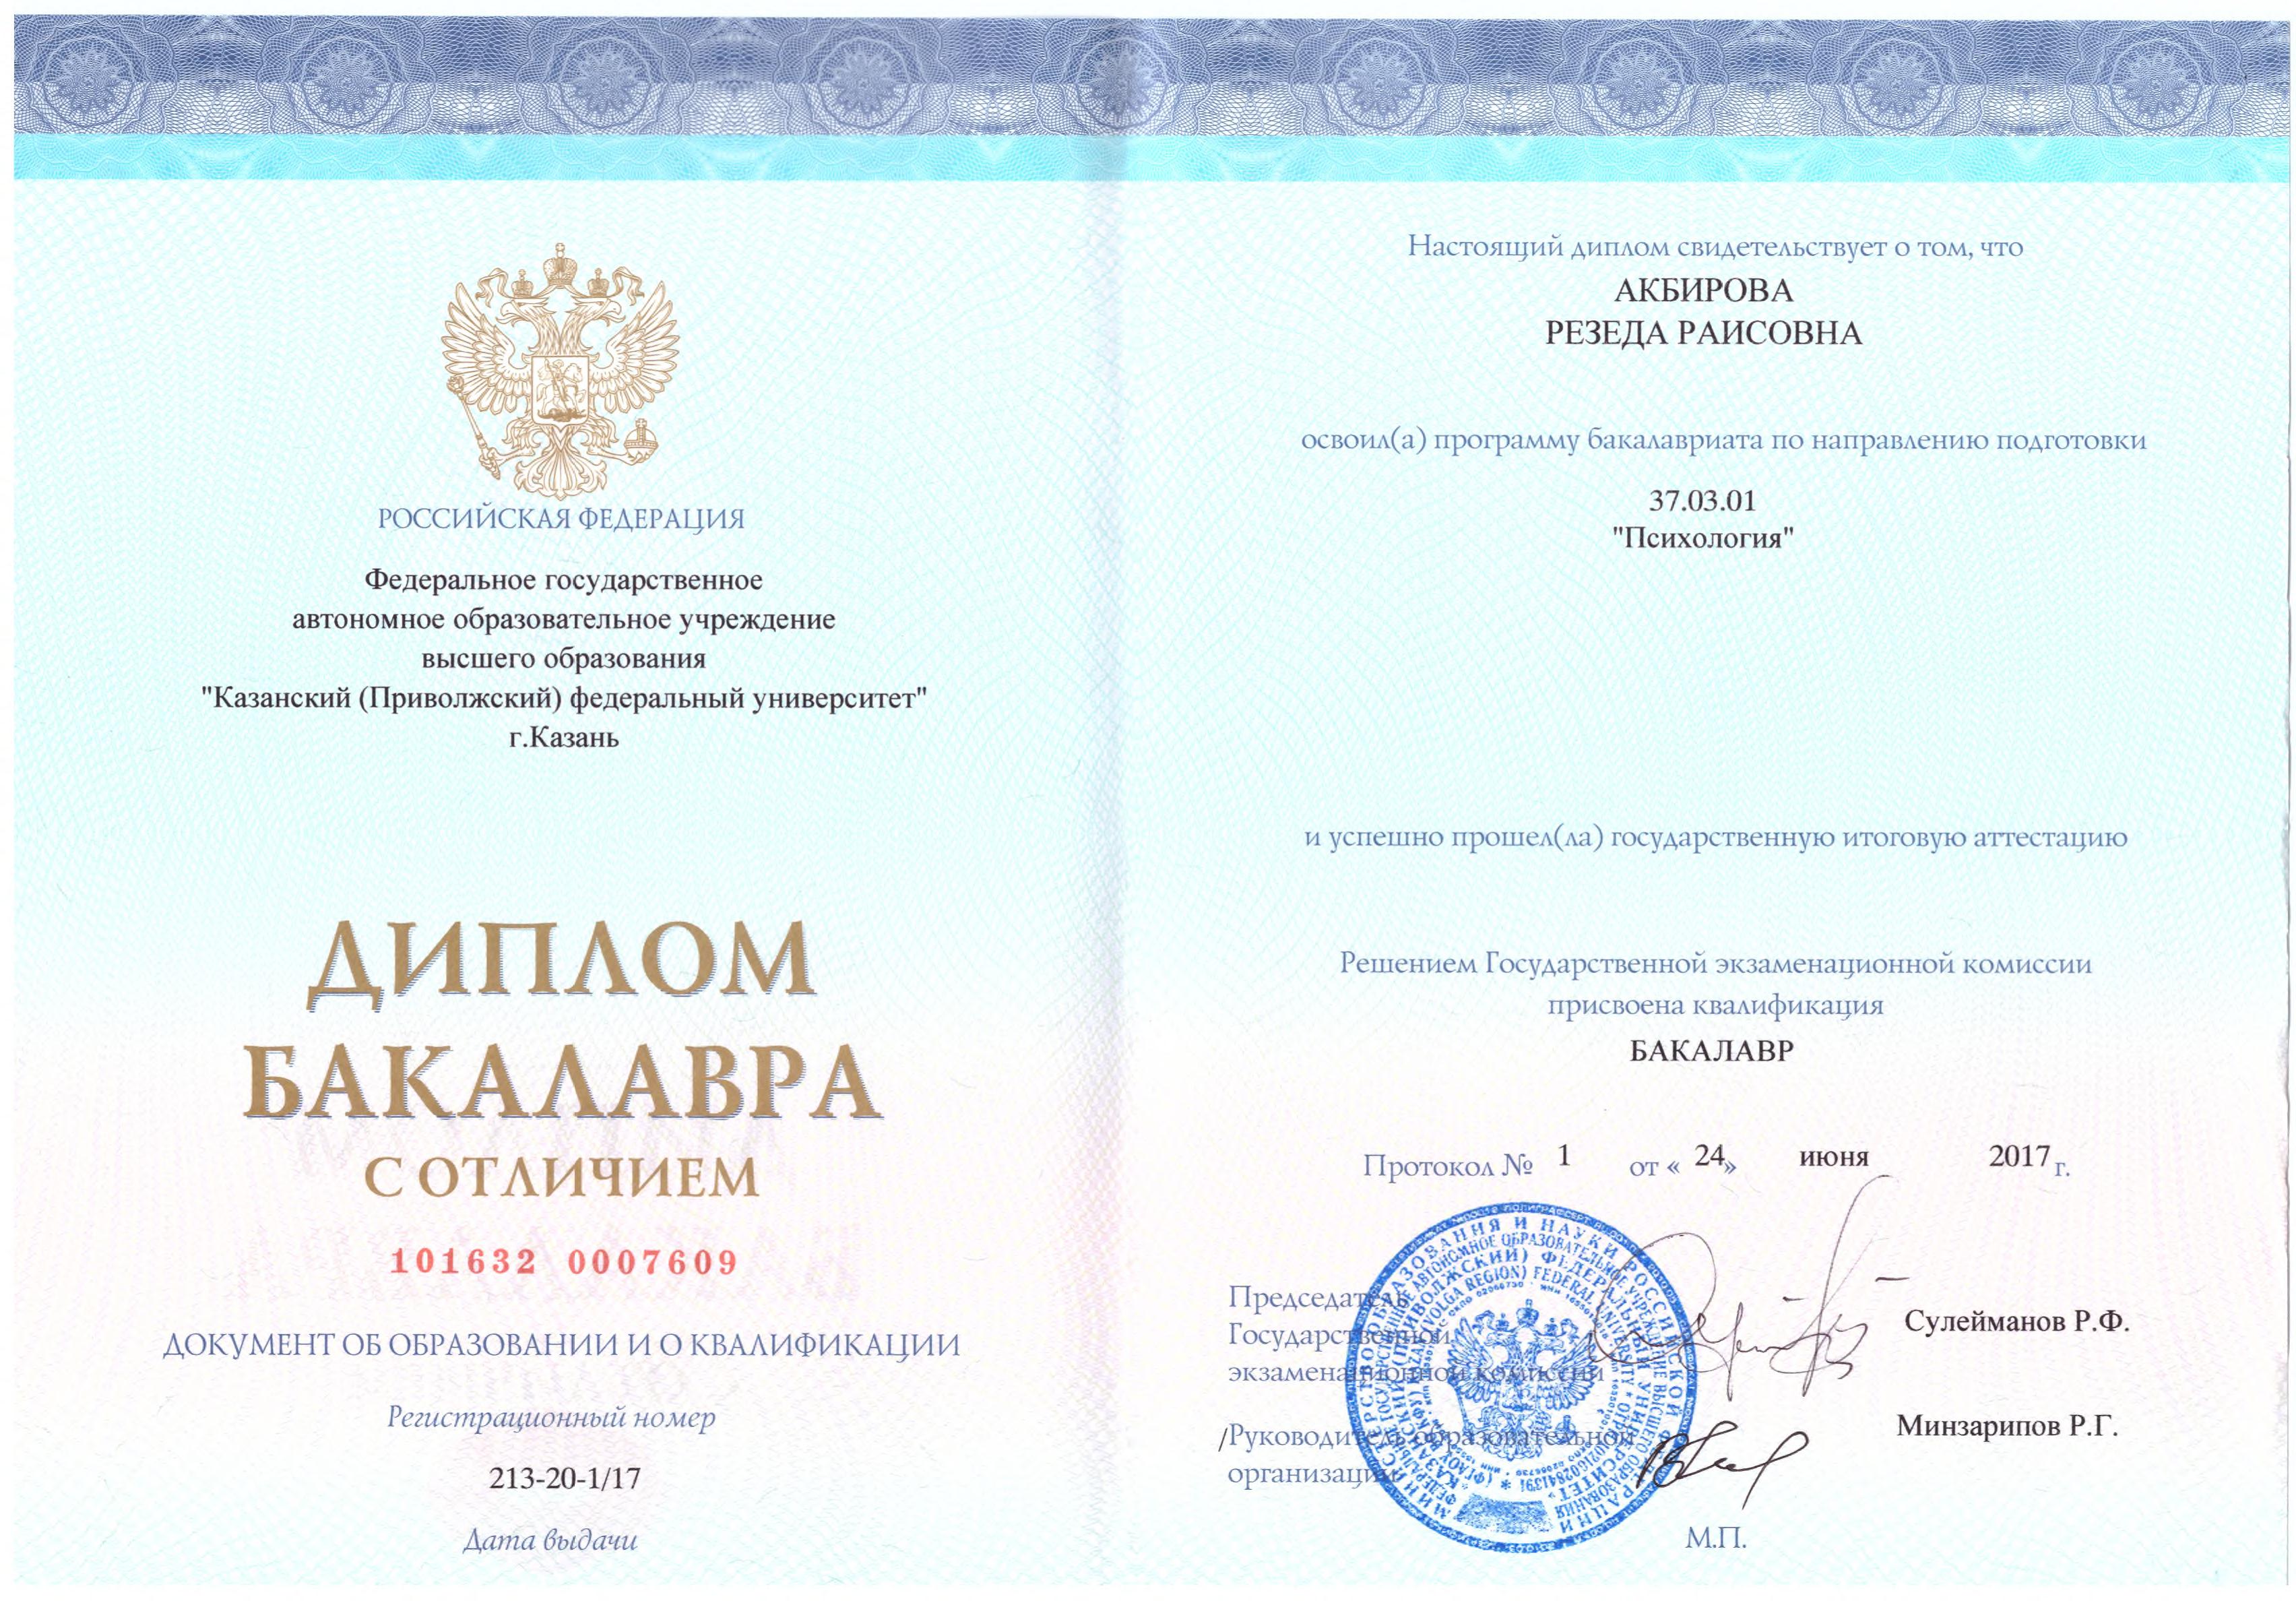 РОССИЙСКАЯ ФЕДЕРАЦИЯ
Федеральное государственное
автономное образовательное учреждение
высшего образования
"Казанский (Приволжский) федеральный университет"
г.Казань
ДИПЛОМ
БАКАЛАВРА
С ОТЛИЧИЕМ
101632 0007609
ДОКУМЕНТ ОБ ОБРАЗОВАНИИ И О КВАЛИФИКАЦИИ
Регистрационный номер
213-20-1/17
Дата выдачи
Настоящий диплом свидетельствует о том, что
АКБИРОВА
РЕЗЕДА РАИСОВНА
освоил(а) программу бакалавриата по направлению подготовки
37.03.01
"Психология"
и успешно прошел(ла) государственную итоговую аттестацию
Решением Государственной экзаменационной комиссии
присвоена квалификация
БАКАЛАВР
Протокол № 1 от « 24 » июня 2017 г.
Председатель
Государственной
экзаменационной комиссии
Сулейманов Р.Ф.
/Руководитель образовательной
организации
Минзарипов Р.Г.
М.П.